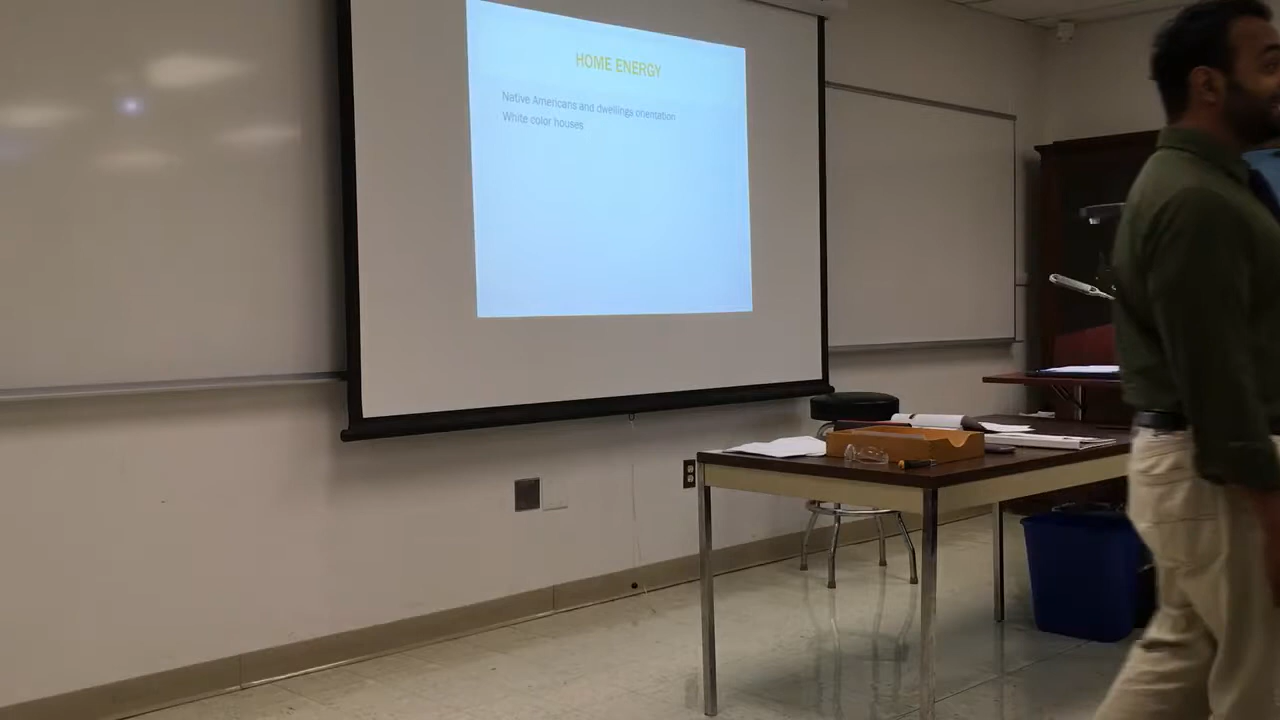 HOME ENERGY
Native Americans and dwellings orientation
White color houses